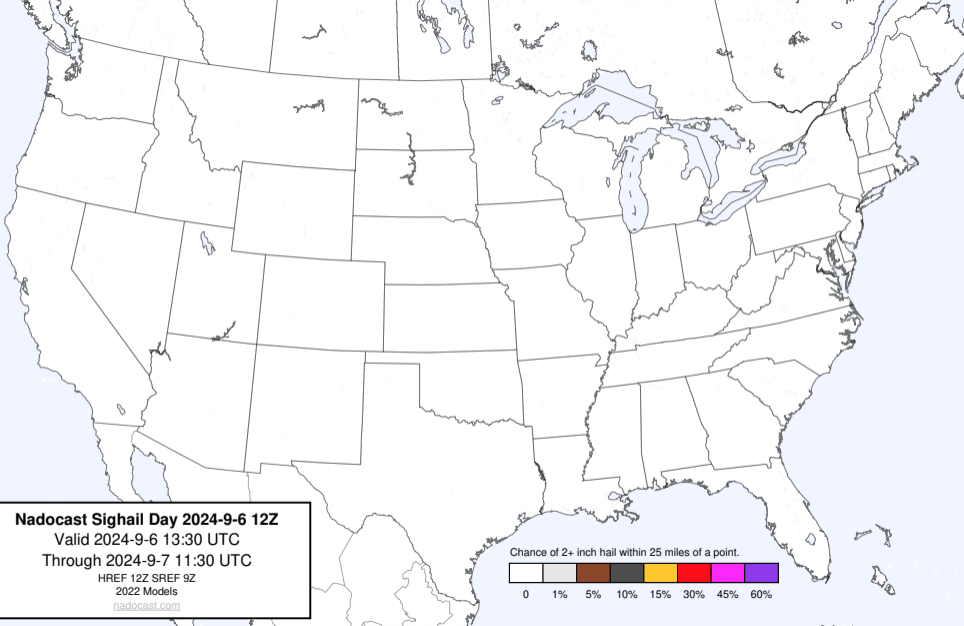 Nadocast Sighail Day 2024-9-6 12Z
Valid 2024-9-6 13:30 UTC
Through 2024-9-7 11:30 UTC
HREF 12Z SREF 9Z
2022 Models
nadocast.com
Chance of 2+ inch hail within 25 miles of a point.
0 1% 5% 10% 15% 30% 45% 60%